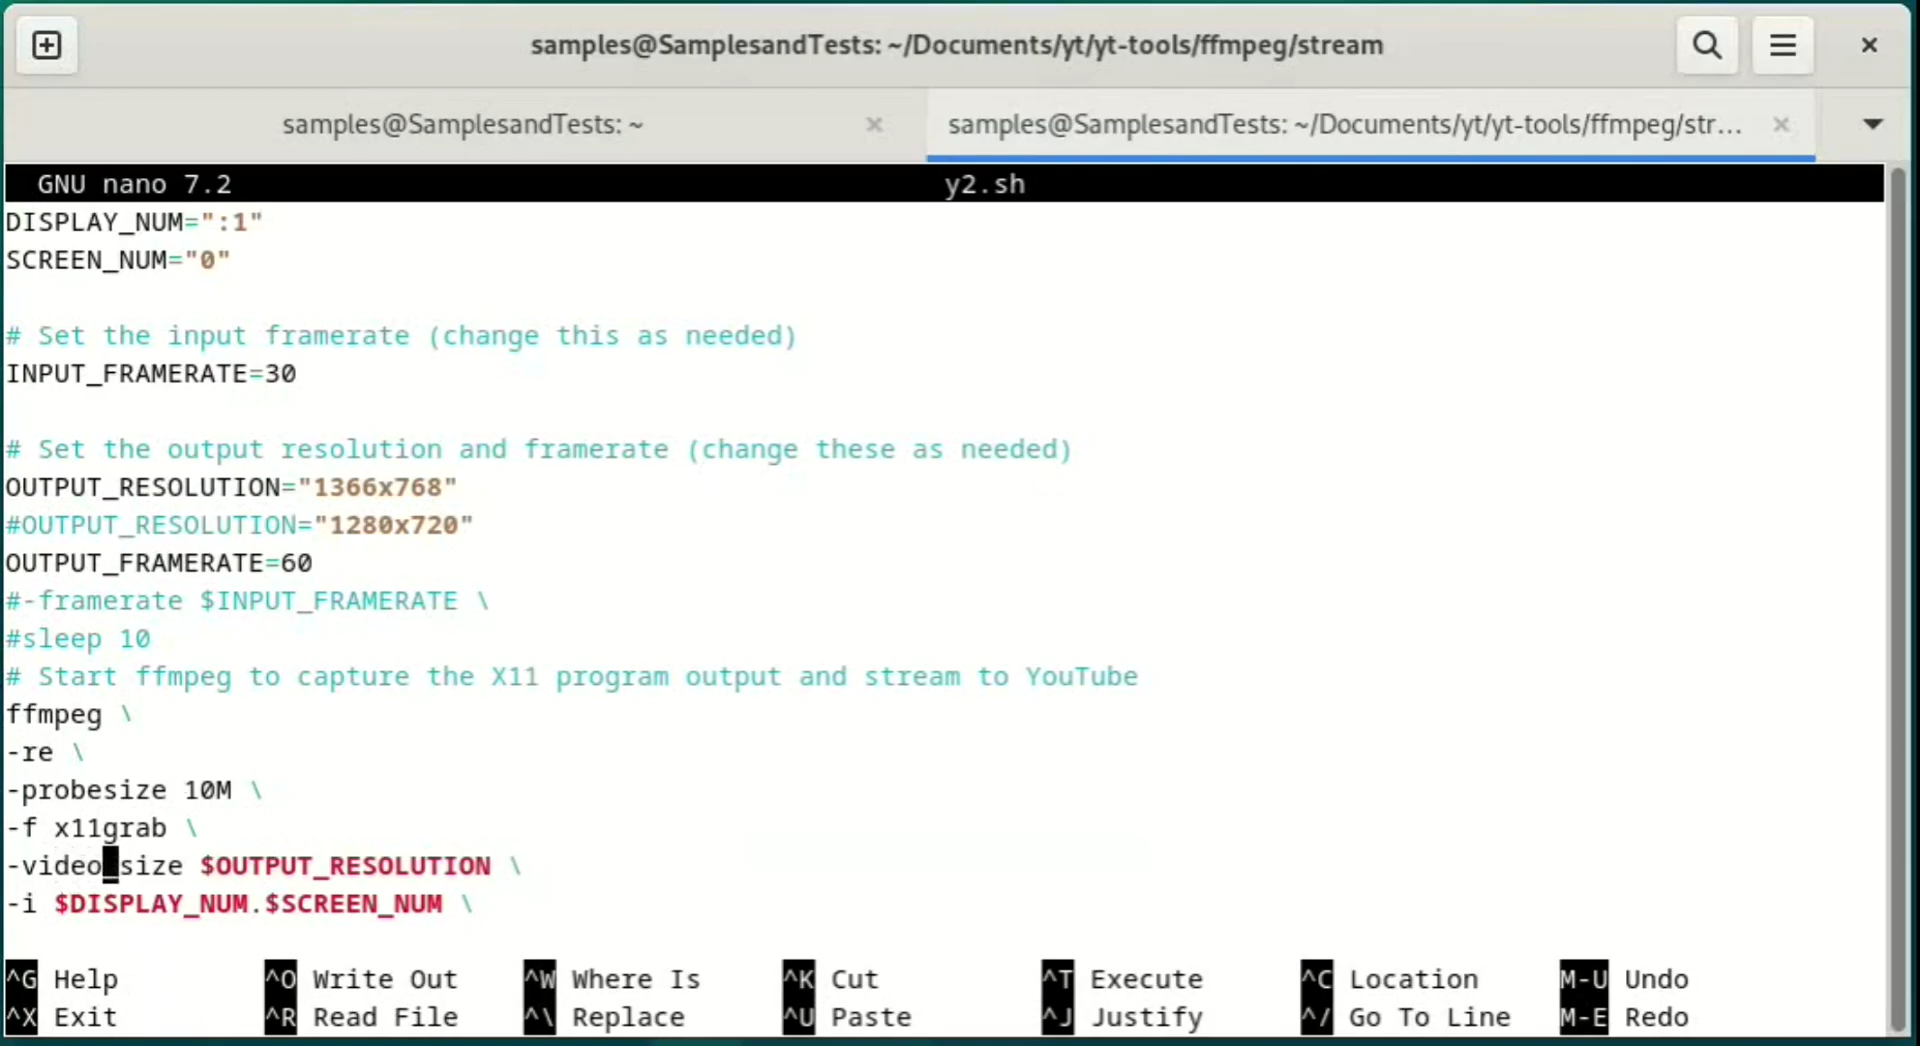 samples@SamplesandTests: ~/Documents/yt/yt-tools/ffmpeg/stream
samples@SamplesandTests: ~
samples@SamplesandTests: ~/Documents/yt/yt-tools/ffmpeg/str...
GNU nano 7.2 y2.sh
DISPLAY_NUM=":1"
SCREEN_NUM="0"
# Set the input framerate (change this as needed)
INPUT_FRAMERATE=30
# Set the output resolution and framerate (change these as needed)
OUTPUT_RESOLUTION="1366x768"
#OUTPUT_RESOLUTION="1280x720"
OUTPUT_FRAMERATE=60
#-framerate $INPUT_FRAMERATE \
#sleep 10
# Start ffmpeg to capture the X11 program output and stream to YouTube
ffmpeg \
-re \
-probesize 10M \
-f x11grab \
-video_size $OUTPUT_RESOLUTION \
-i $DISPLAY_NUM.$SCREEN_NUM \
^G Help ^O Write Out ^W Where Is ^K Cut ^T Execute ^C Location M-U Undo
^X Exit ^R Read File ^\ Replace ^U Paste ^J Justify ^/ Go To Line M-E Redo